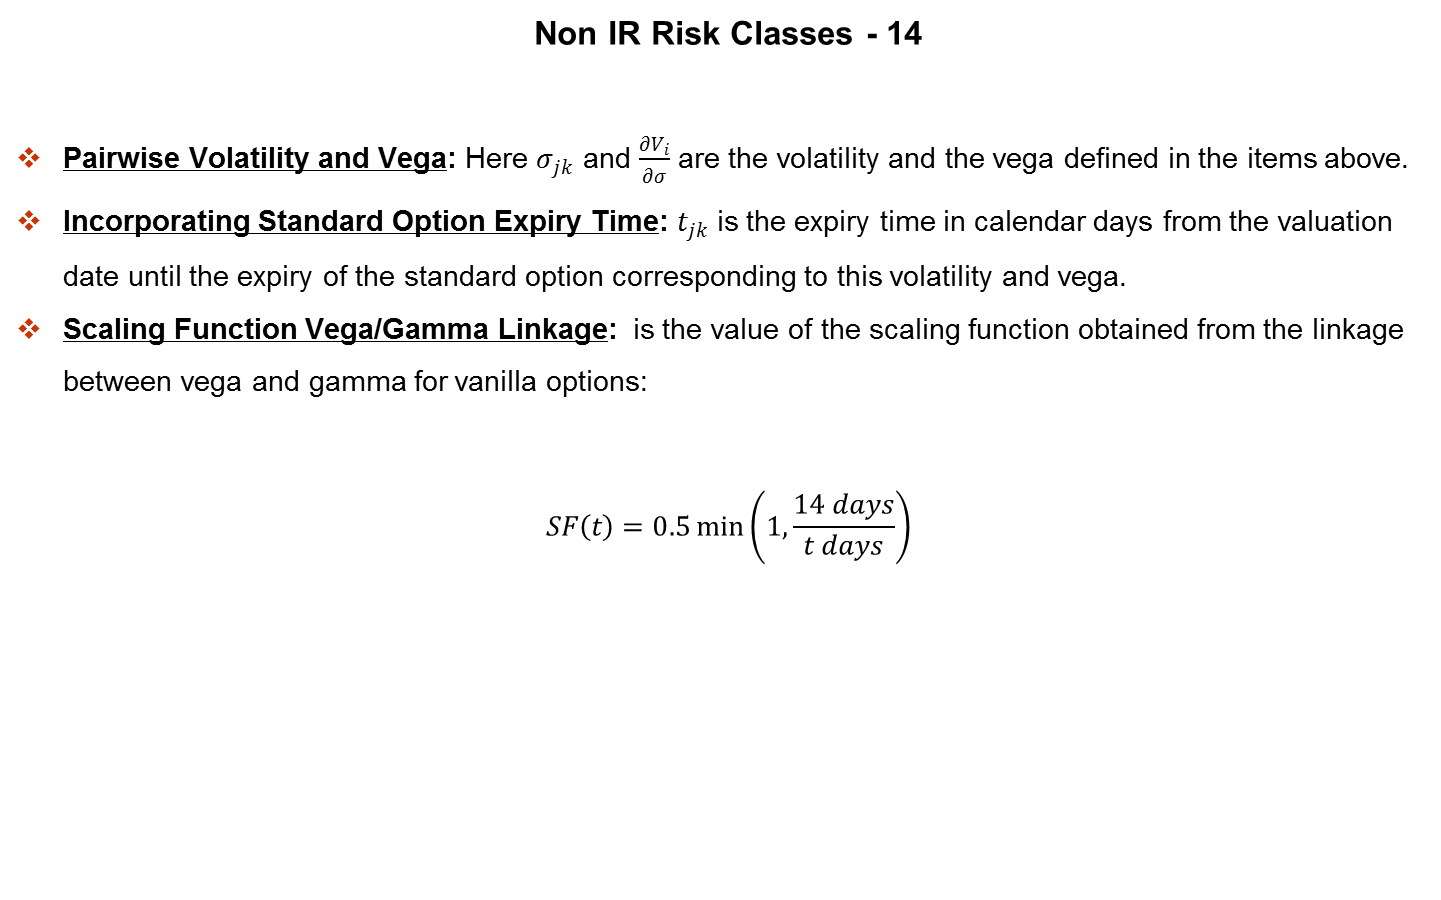 Non IR Risk Classes - 14
❖ Pairwise Volatility and Vega: Here σ_jk and ∂V_i/∂σ are the volatility and the vega defined in the items above.
❖ Incorporating Standard Option Expiry Time: t_jk is the expiry time in calendar days from the valuation
date until the expiry of the standard option corresponding to this volatility and vega.
❖ Scaling Function Vega/Gamma Linkage: is the value of the scaling function obtained from the linkage
between vega and gamma for vanilla options:
SF(t) = 0.5 min(1, 14 days / t days)